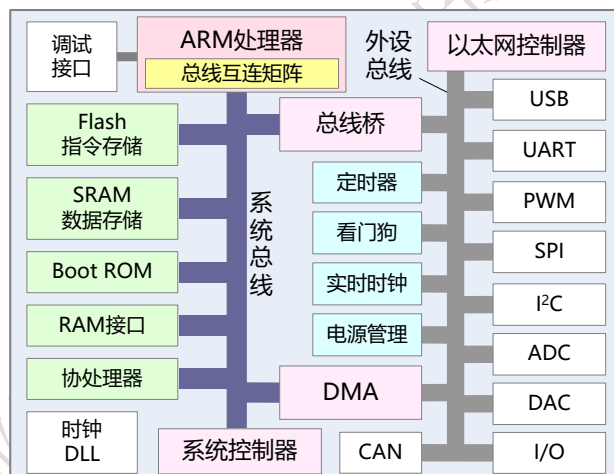 调试
接口
ARM处理器
总线互连矩阵
外设
总线
以太网控制器
Flash
指令存储
总线桥
USB
UART
SRAM
数据存储
定时器
PWM
系统总线
看门狗
SPI
Boot ROM
实时时钟
I²C
RAM接口
电源管理
ADC
协处理器
DMA
DAC
时钟
DLL
系统控制器
CAN
I/O